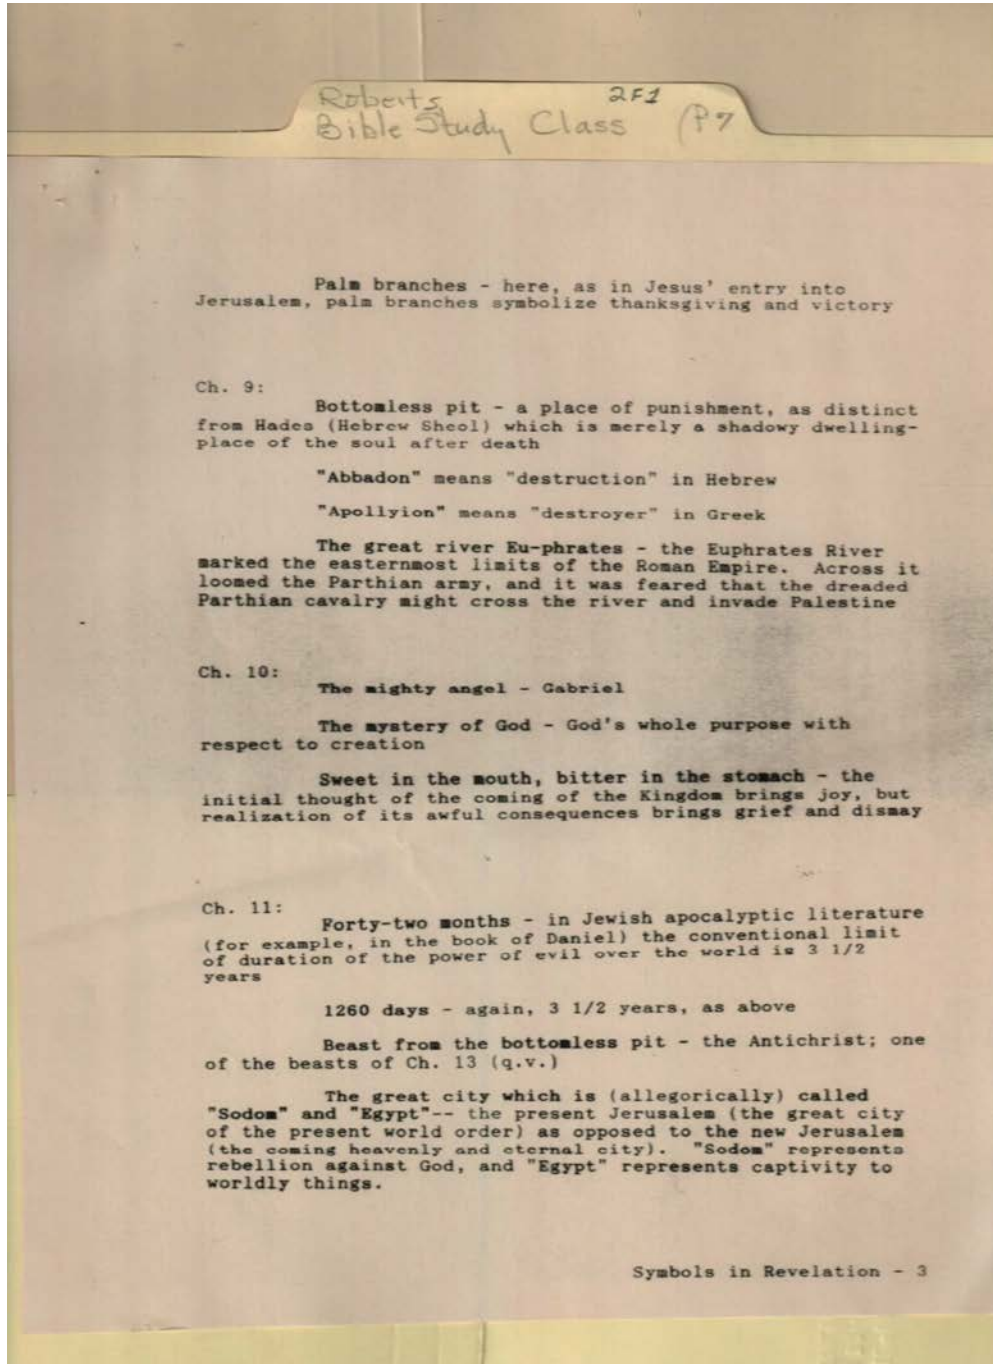 Roberts 2F1
Bible Study Class (P7
Palm branches - here, as in Jesus' entry into
Jerusalem, palm branches symbolize thanksgiving and victory
Ch. 9:
Bottomless pit - a place of punishment, as distinct
from Hades (Hebrew Sheol) which is merely a shadowy dwelling-
place of the soul after death
"Abbadon" means "destruction" in Hebrew
"Apollyion" means "destroyer" in Greek
The great river Eu-phrates - the Euphrates River
marked the easternmost limits of the Roman Empire. Across it
loomed the Parthian army, and it was feared that the dreaded
Parthian cavalry might cross the river and invade Palestine
Ch. 10:
The mighty angel - Gabriel
The mystery of God - God's whole purpose with
respect to creation
Sweet in the mouth, bitter in the stomach - the
initial thought of the coming of the Kingdom brings joy, but
realization of its awful consequences brings grief and dismay
Ch. 11:
Forty-two months - in Jewish apocalyptic literature
(for example, in the book of Daniel) the conventional limit
of duration of the power of evil over the world is 3 1/2
years
1260 days - again, 3 1/2 years, as above
Beast from the bottomless pit - the Antichrist; one
of the beasts of Ch. 13 (q.v.)
The great city which is (allegorically) called
"Sodom" and "Egypt"-- the present Jerusalem (the great city
of the present world order) as opposed to the new Jerusalem
(the coming heavenly and eternal city). "Sodom" represents
rebellion against God, and "Egypt" represents captivity to
worldly things.
Symbols in Revelation - 3